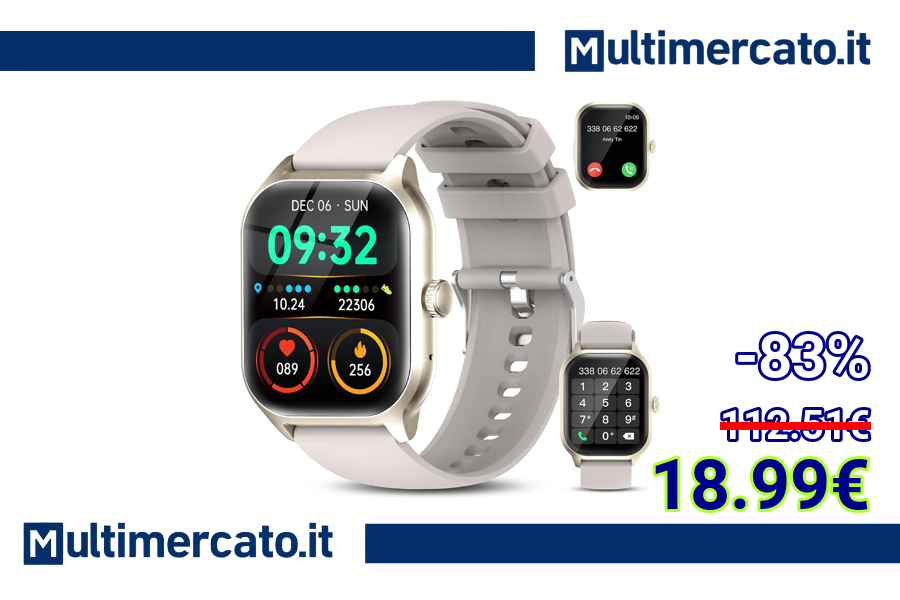 Multimercato.it
10:09
338 06 62 622
Andy Tin
DEC 06 · SUN
09:32
10.24
22306
089
256
338 06 62 622
1 2 3
4 5 6
7* 8 9#
0+
-83%
112.51€
18.99€
Multimercato.it